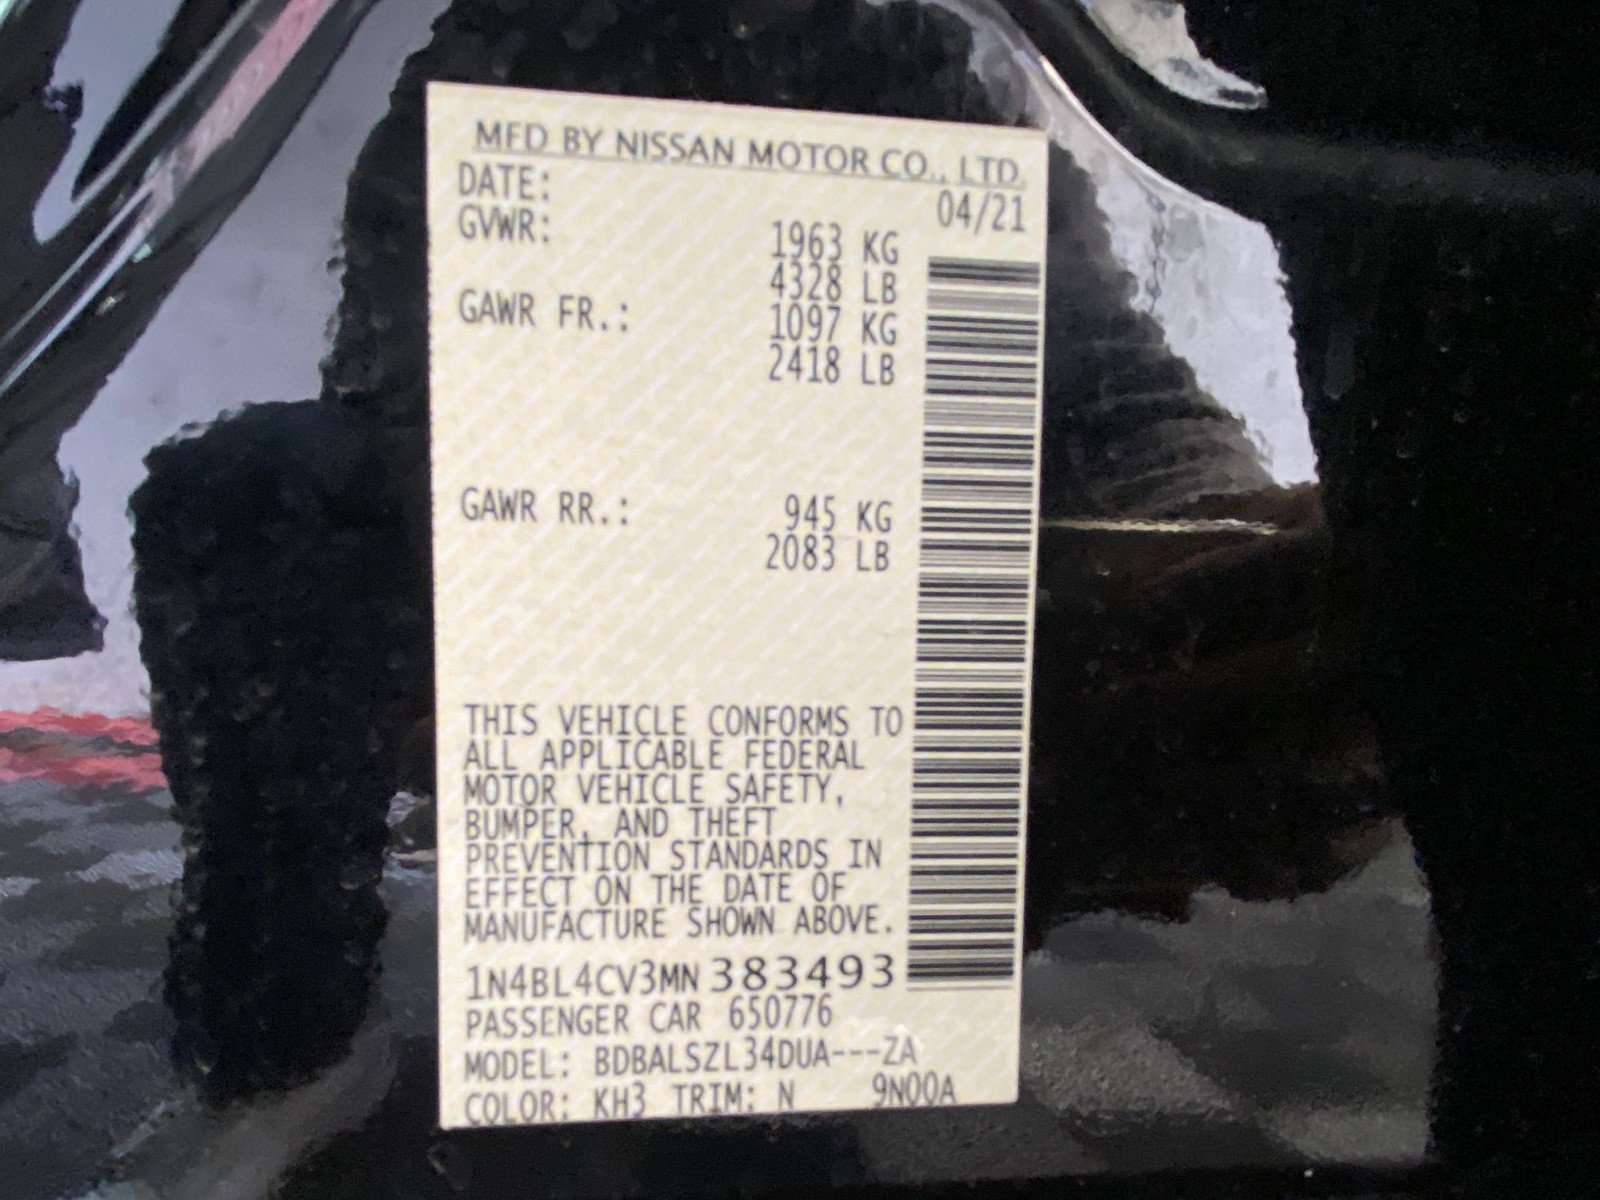 MFD BY NISSAN MOTOR CO., LTD.
DATE: 04/21
GVWR: 1963 KG
4328 LB
GAWR FR.: 1097 KG
2418 LB
GAWR RR.: 945 KG
2083 LB
THIS VEHICLE CONFORMS TO
ALL APPLICABLE FEDERAL
MOTOR VEHICLE SAFETY,
BUMPER, AND THEFT
PREVENTION STANDARDS IN
EFFECT ON THE DATE OF
MANUFACTURE SHOWN ABOVE.
1N4BL4CV3MN383493
PASSENGER CAR 650776
MODEL: BDBALSZL34DUA---ZA
COLOR: KH3 TRIM: N 9N00A